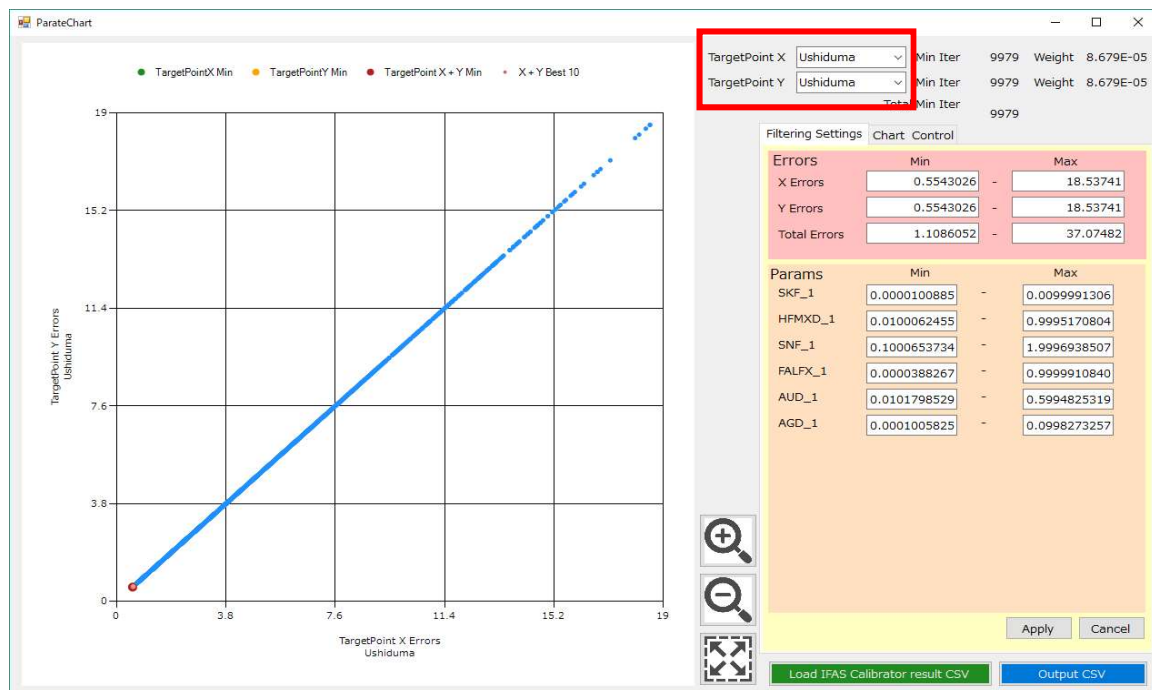 ParateChart
TargetPointX Min TargetPointY Min TargetPoint X + Y Min X + Y Best 10
19
15.2
11.4
7.6
3.8
0
0 3.8 7.6 11.4 15.2 19
TargetPoint Y Errors
Ushiduma
TargetPoint X Errors
Ushiduma
TargetPoint X Ushiduma Min Iter 9979 Weight 8.679E-05
TargetPoint Y Ushiduma Min Iter 9979 Weight 8.679E-05
Total Min Iter 9979
Filtering Settings Chart Control
Errors Min Max
X Errors 0.5543026 - 18.53741
Y Errors 0.5543026 - 18.53741
Total Errors 1.1086052 - 37.07482
Params Min Max
SKF_1 0.0000100885 - 0.0099991306
HFMXD_1 0.0100062455 - 0.9995170804
SNF_1 0.1000653734 - 1.9996938507
FALFX_1 0.0000388267 - 0.9999910840
AUD_1 0.0101798529 - 0.5994825319
AGD_1 0.0001005825 - 0.0998273257
Apply Cancel
Load IFAS Calibrator result CSV Output CSV